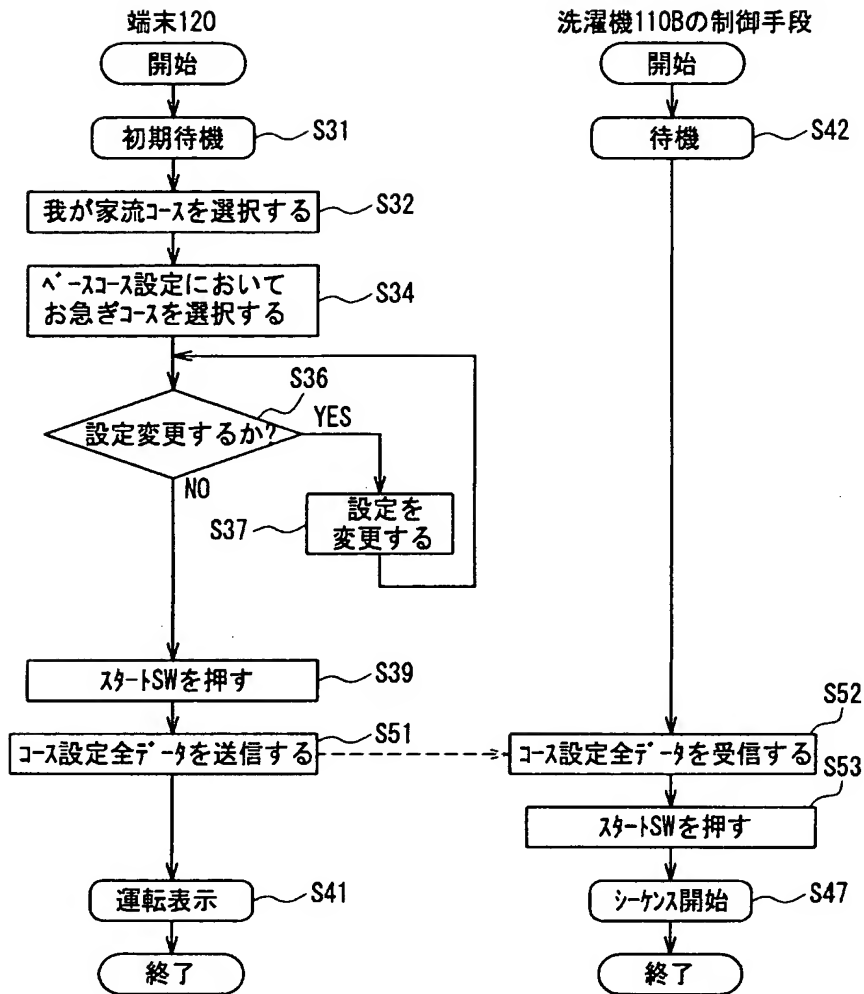 端末120
開始
初期待機
S31
我が家流コースを選択する
S32
ベースコース設定において
お急ぎコースを選択する
S34
S36
設定変更するか?
YES
NO
設定を
変更する
S37
スタートSWを押す
S39
コース設定全データを送信する
S51
運転表示
S41
終了
洗濯機110Bの制御手段
開始
待機
S42
S52
コース設定全データを受信する
S53
スタートSWを押す
シーケンス開始
S47
終了